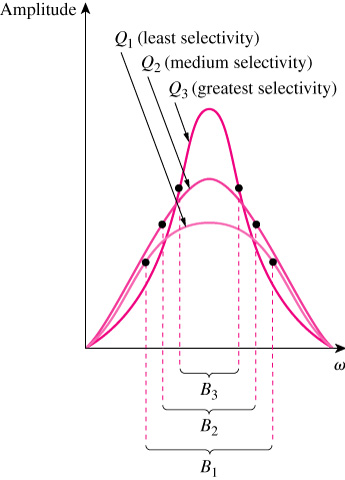 Amplitude
Q₁ (least selectivity)
Q₂ (medium selectivity)
Q₃ (greatest selectivity)
ω
B₃
B₂
B₁